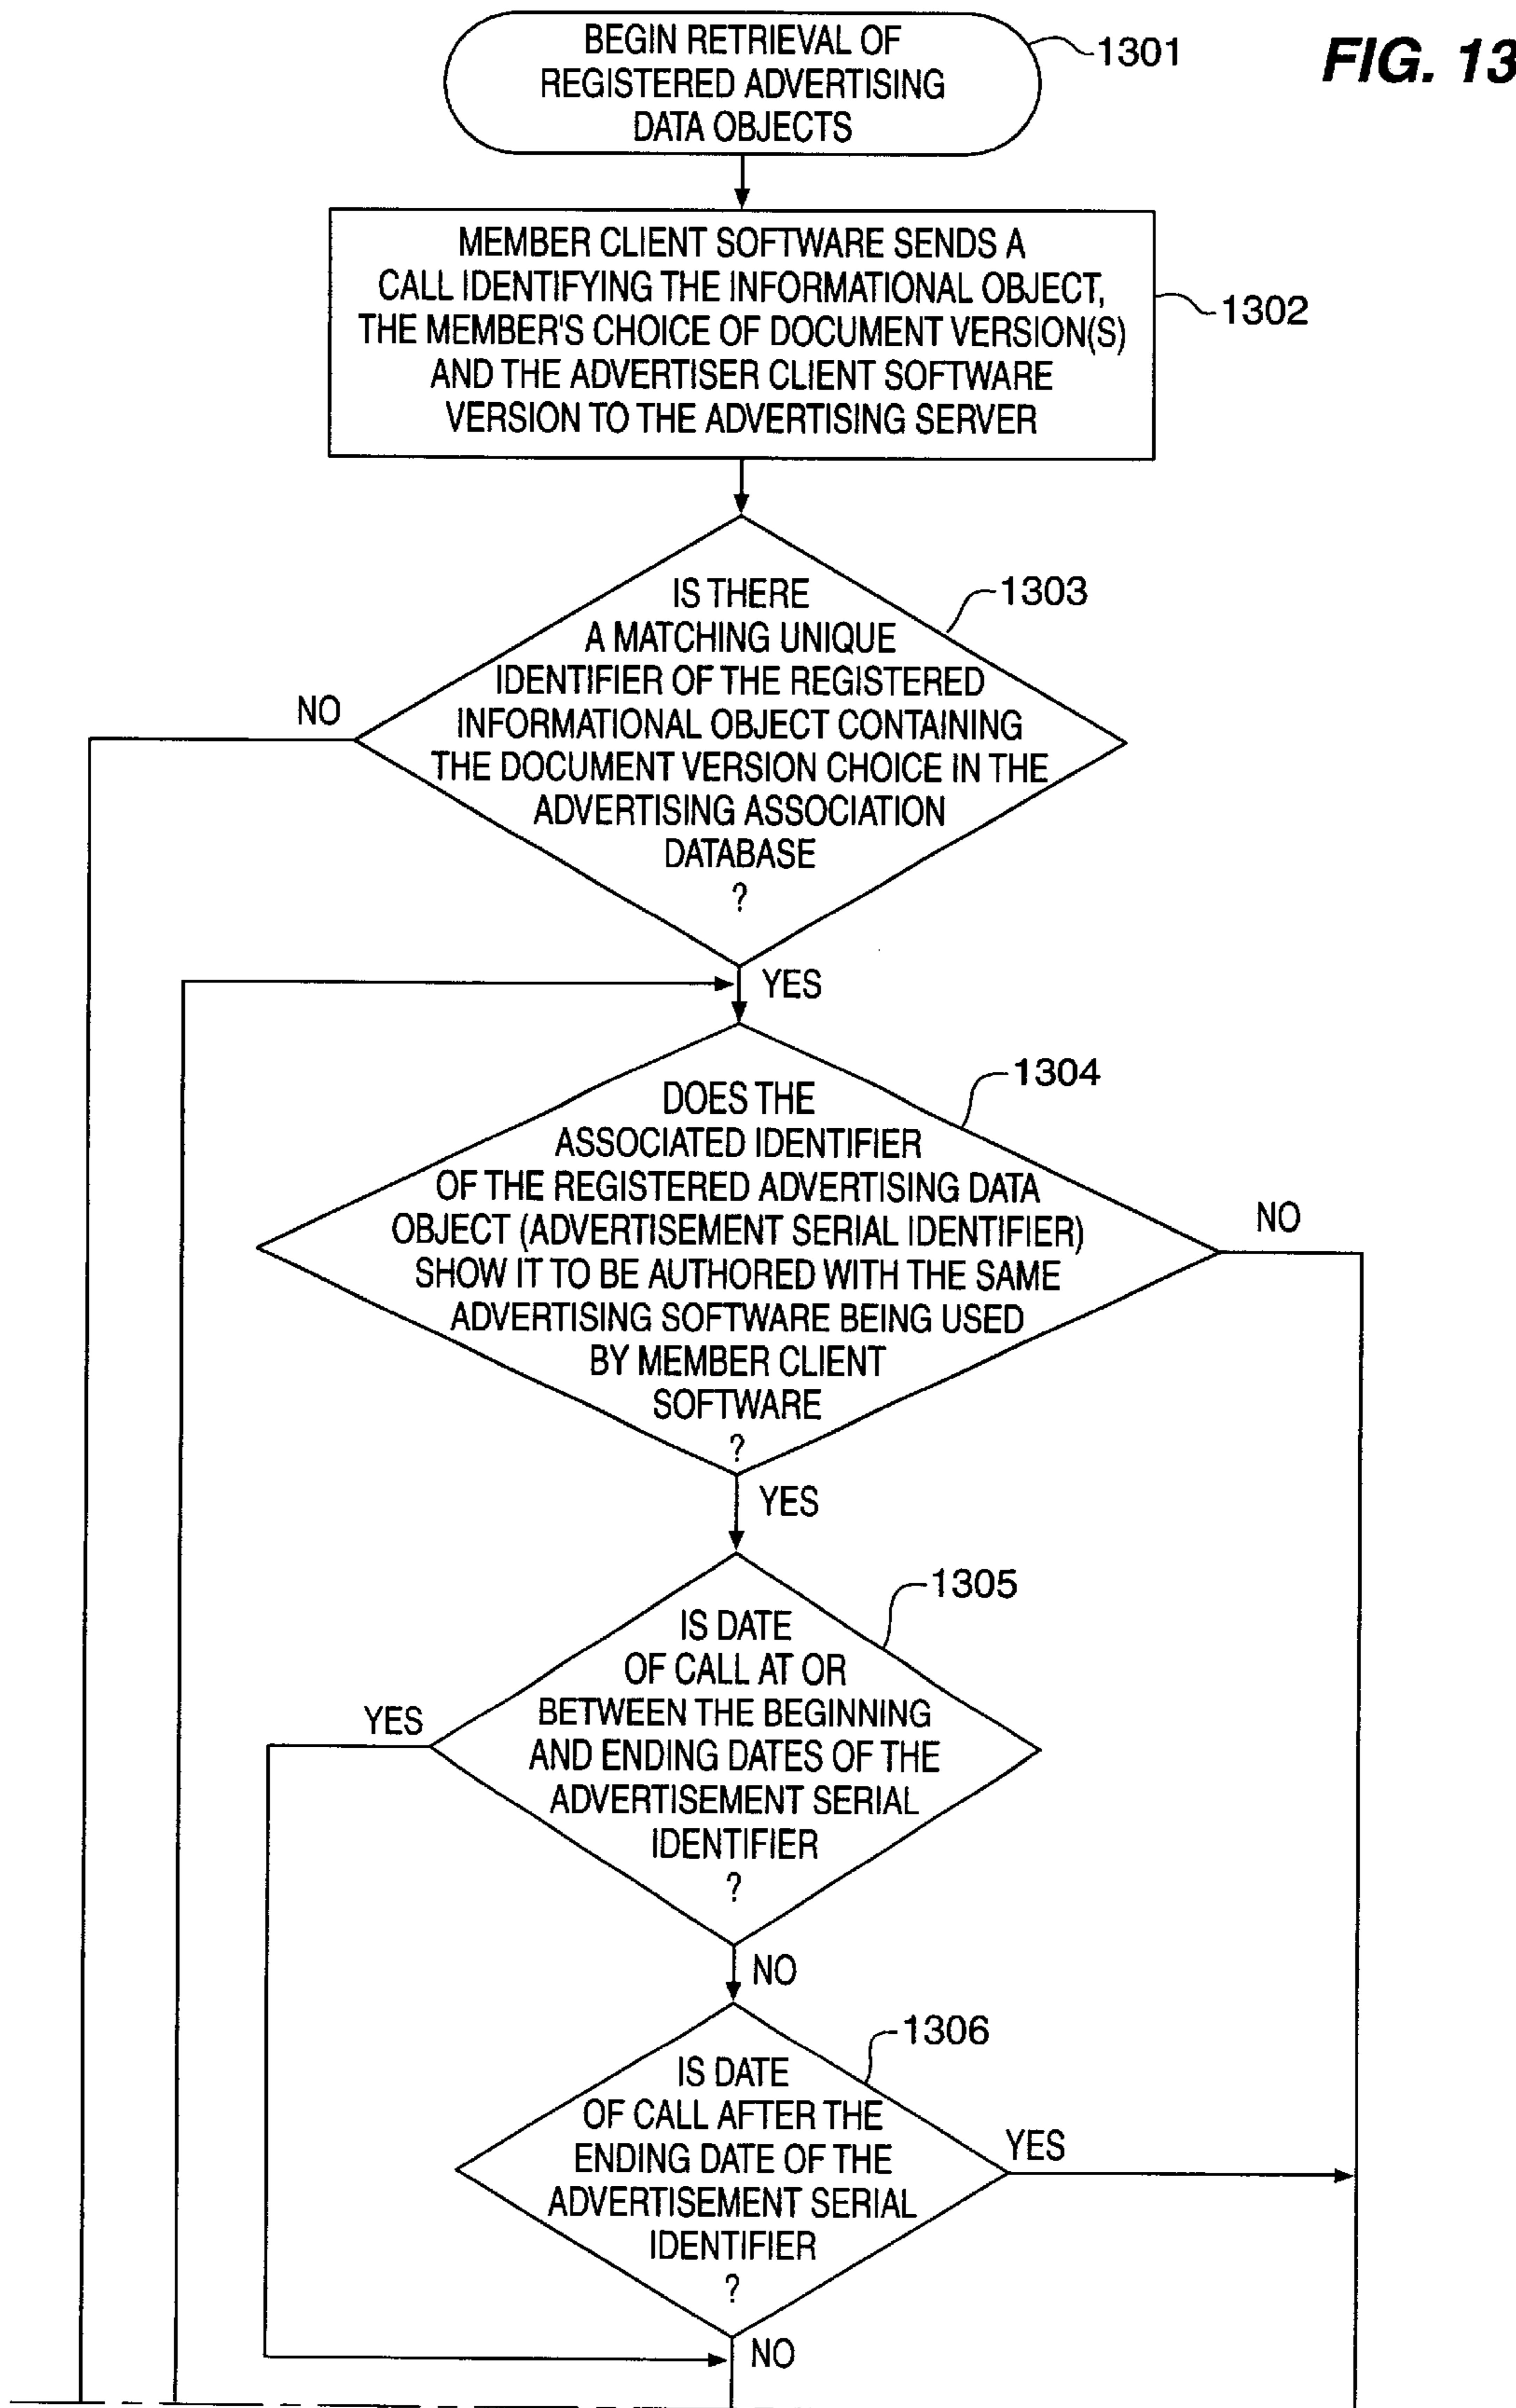 BEGIN RETRIEVAL OF
REGISTERED ADVERTISING
DATA OBJECTS
1301
FIG. 13
MEMBER CLIENT SOFTWARE SENDS A
CALL IDENTIFYING THE INFORMATIONAL OBJECT,
THE MEMBER'S CHOICE OF DOCUMENT VERSION(S)
AND THE ADVERTISER CLIENT SOFTWARE
VERSION TO THE ADVERTISING SERVER
1302
IS THERE
A MATCHING UNIQUE
IDENTIFIER OF THE REGISTERED
INFORMATIONAL OBJECT CONTAINING
THE DOCUMENT VERSION CHOICE IN THE
ADVERTISING ASSOCIATION
DATABASE
?
1303
NO
YES
DOES THE
ASSOCIATED IDENTIFIER
OF THE REGISTERED ADVERTISING DATA
OBJECT (ADVERTISEMENT SERIAL IDENTIFIER)
SHOW IT TO BE AUTHORED WITH THE SAME
ADVERTISING SOFTWARE BEING USED
BY MEMBER CLIENT
SOFTWARE
?
1304
NO
YES
IS DATE
OF CALL AT OR
BETWEEN THE BEGINNING
AND ENDING DATES OF THE
ADVERTISEMENT SERIAL
IDENTIFIER
?
1305
YES
NO
IS DATE
OF CALL AFTER THE
ENDING DATE OF THE
ADVERTISEMENT SERIAL
IDENTIFIER
?
1306
YES
NO